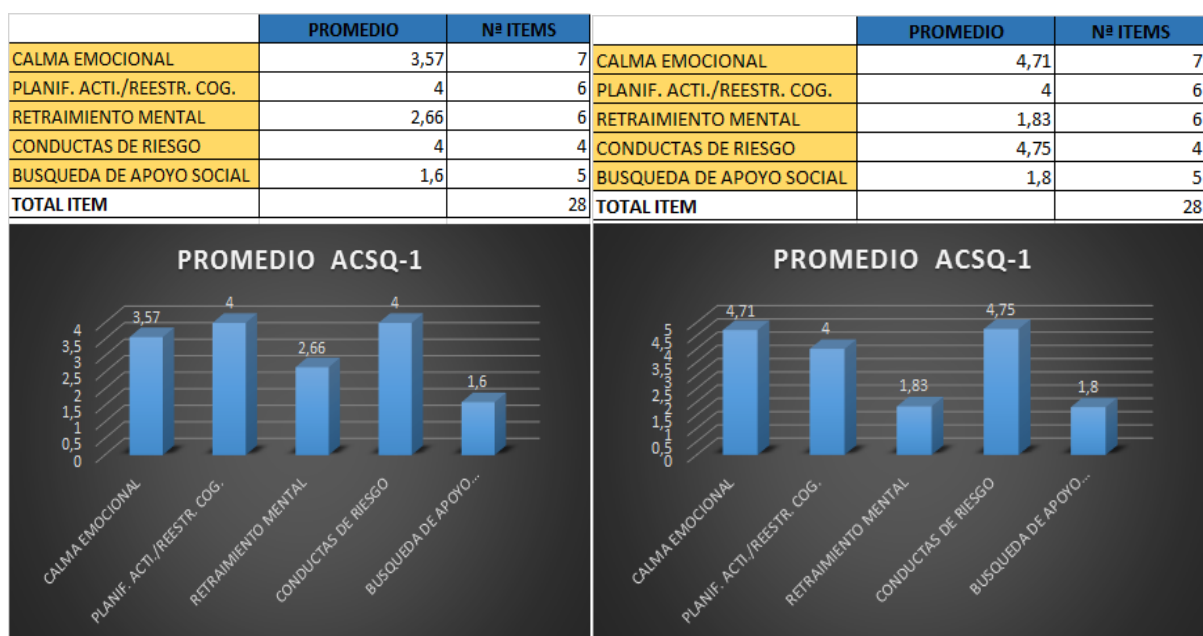 PROMEDIO Nª ITEMS
CALMA EMOCIONAL 3,57 7
PLANIF. ACTI./REESTR. COG. 4 6
RETRAIMIENTO MENTAL 2,66 6
CONDUCTAS DE RIESGO 4 4
BUSQUEDA DE APOYO SOCIAL 1,6 5
TOTAL ITEM 28
PROMEDIO ACSQ-1
3,57 4 2,66 4 1,6
4
3,5
3
2,5
2
1,5
1
0,5
0
CALMA EMOCIONAL
PLANIF. ACTI./REESTR. COG.
RETRAIMIENTO MENTAL
CONDUCTAS DE RIESGO
BUSQUEDA DE APOYO...
PROMEDIO Nª ITEMS
CALMA EMOCIONAL 4,71 7
PLANIF. ACTI./REESTR. COG. 4 6
RETRAIMIENTO MENTAL 1,83 6
CONDUCTAS DE RIESGO 4,75 4
BUSQUEDA DE APOYO SOCIAL 1,8 5
TOTAL ITEM 28
PROMEDIO ACSQ-1
4,71 4 1,83 4,75 1,8
5
4,5
4
3,5
3
2,5
2
1,5
1
0,5
0
CALMA EMOCIONAL
PLANIF. ACTI./REESTR. COG.
RETRAIMIENTO MENTAL
CONDUCTAS DE RIESGO
BUSQUEDA DE APOYO...